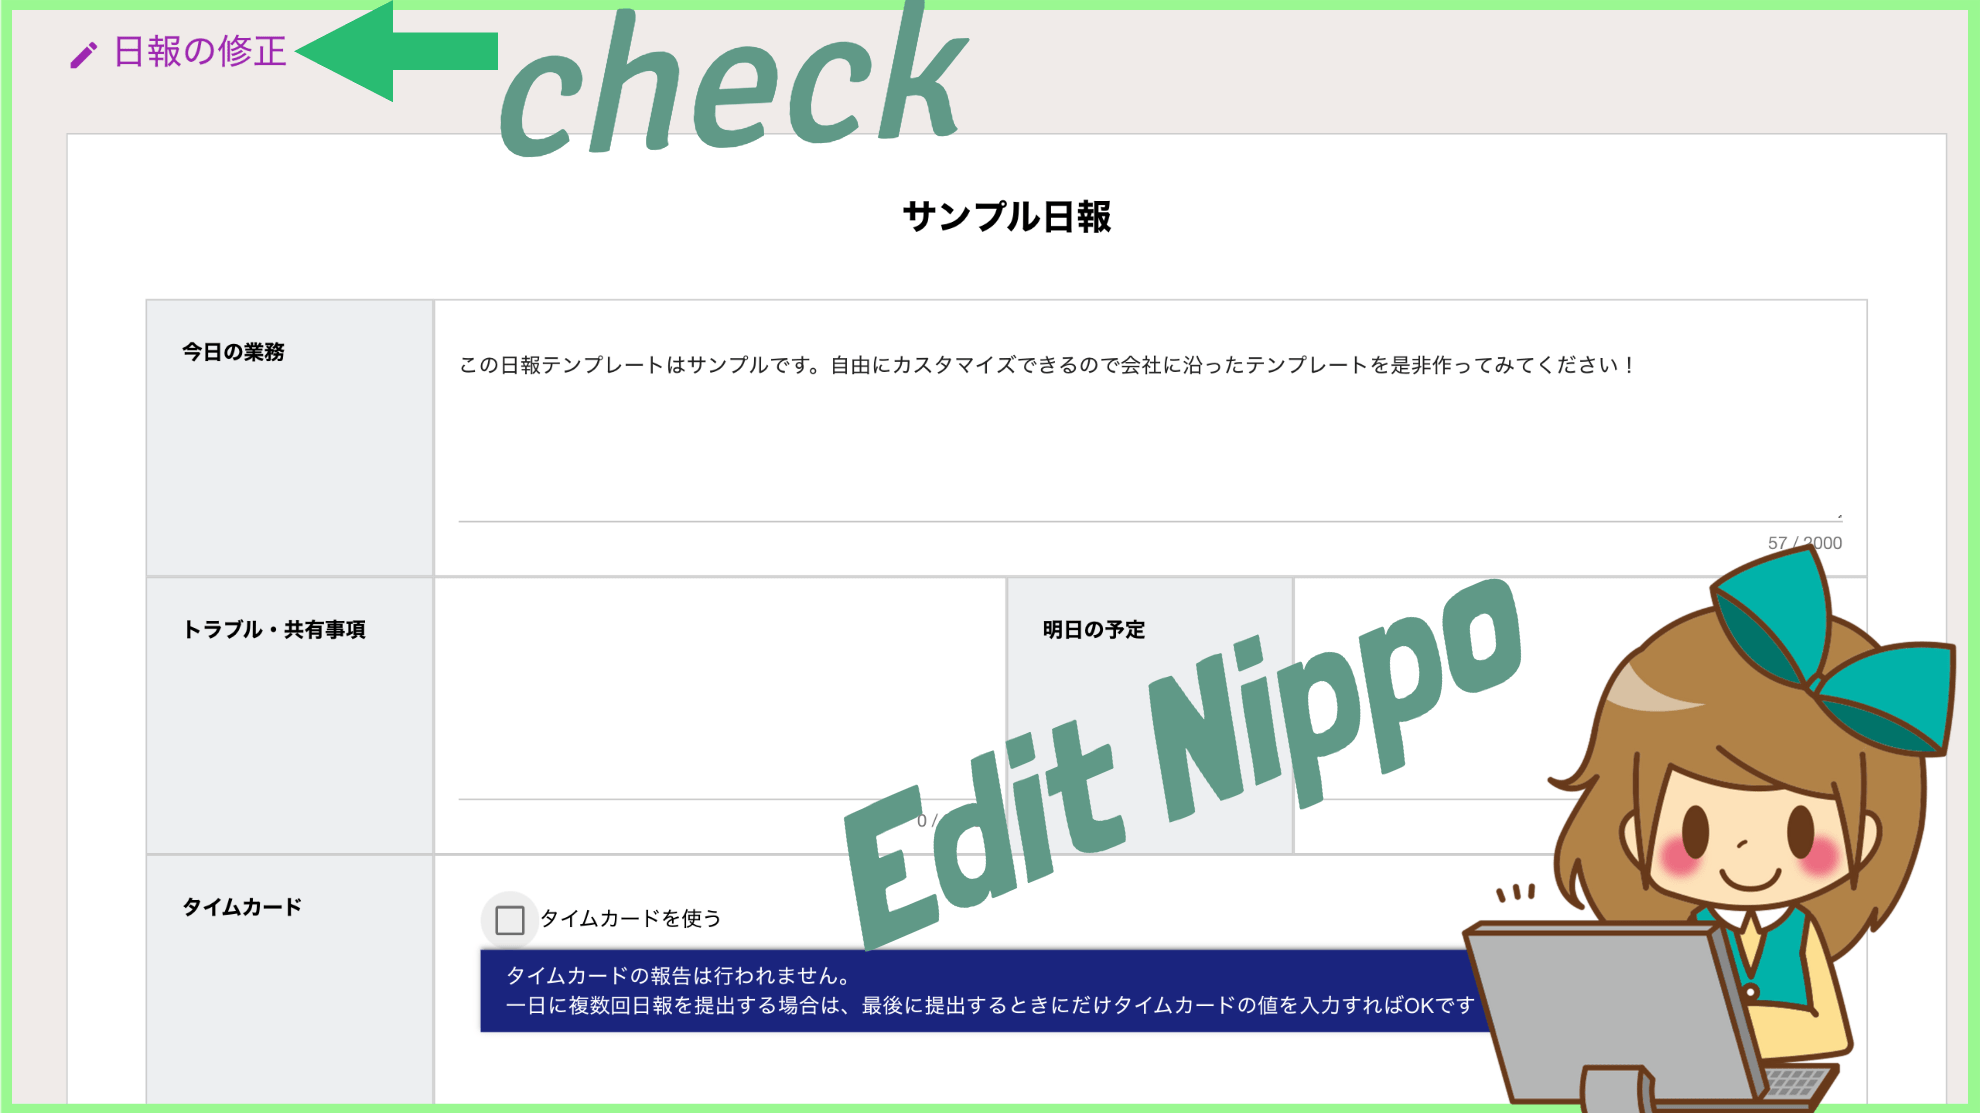 日報の修正
check
サンプル日報
今日の業務
この日報テンプレートはサンプルです。自由にカスタマイズできるので会社に沿ったテンプレートを是非作ってみてください！
57 / 2000
トラブル・共有事項
明日の予定
0 /
Edit Nippo
タイムカード
タイムカードを使う
タイムカードの報告は行われません。
一日に複数回日報を提出する場合は、最後に提出するときにだけタイムカードの値を入力すればOKです